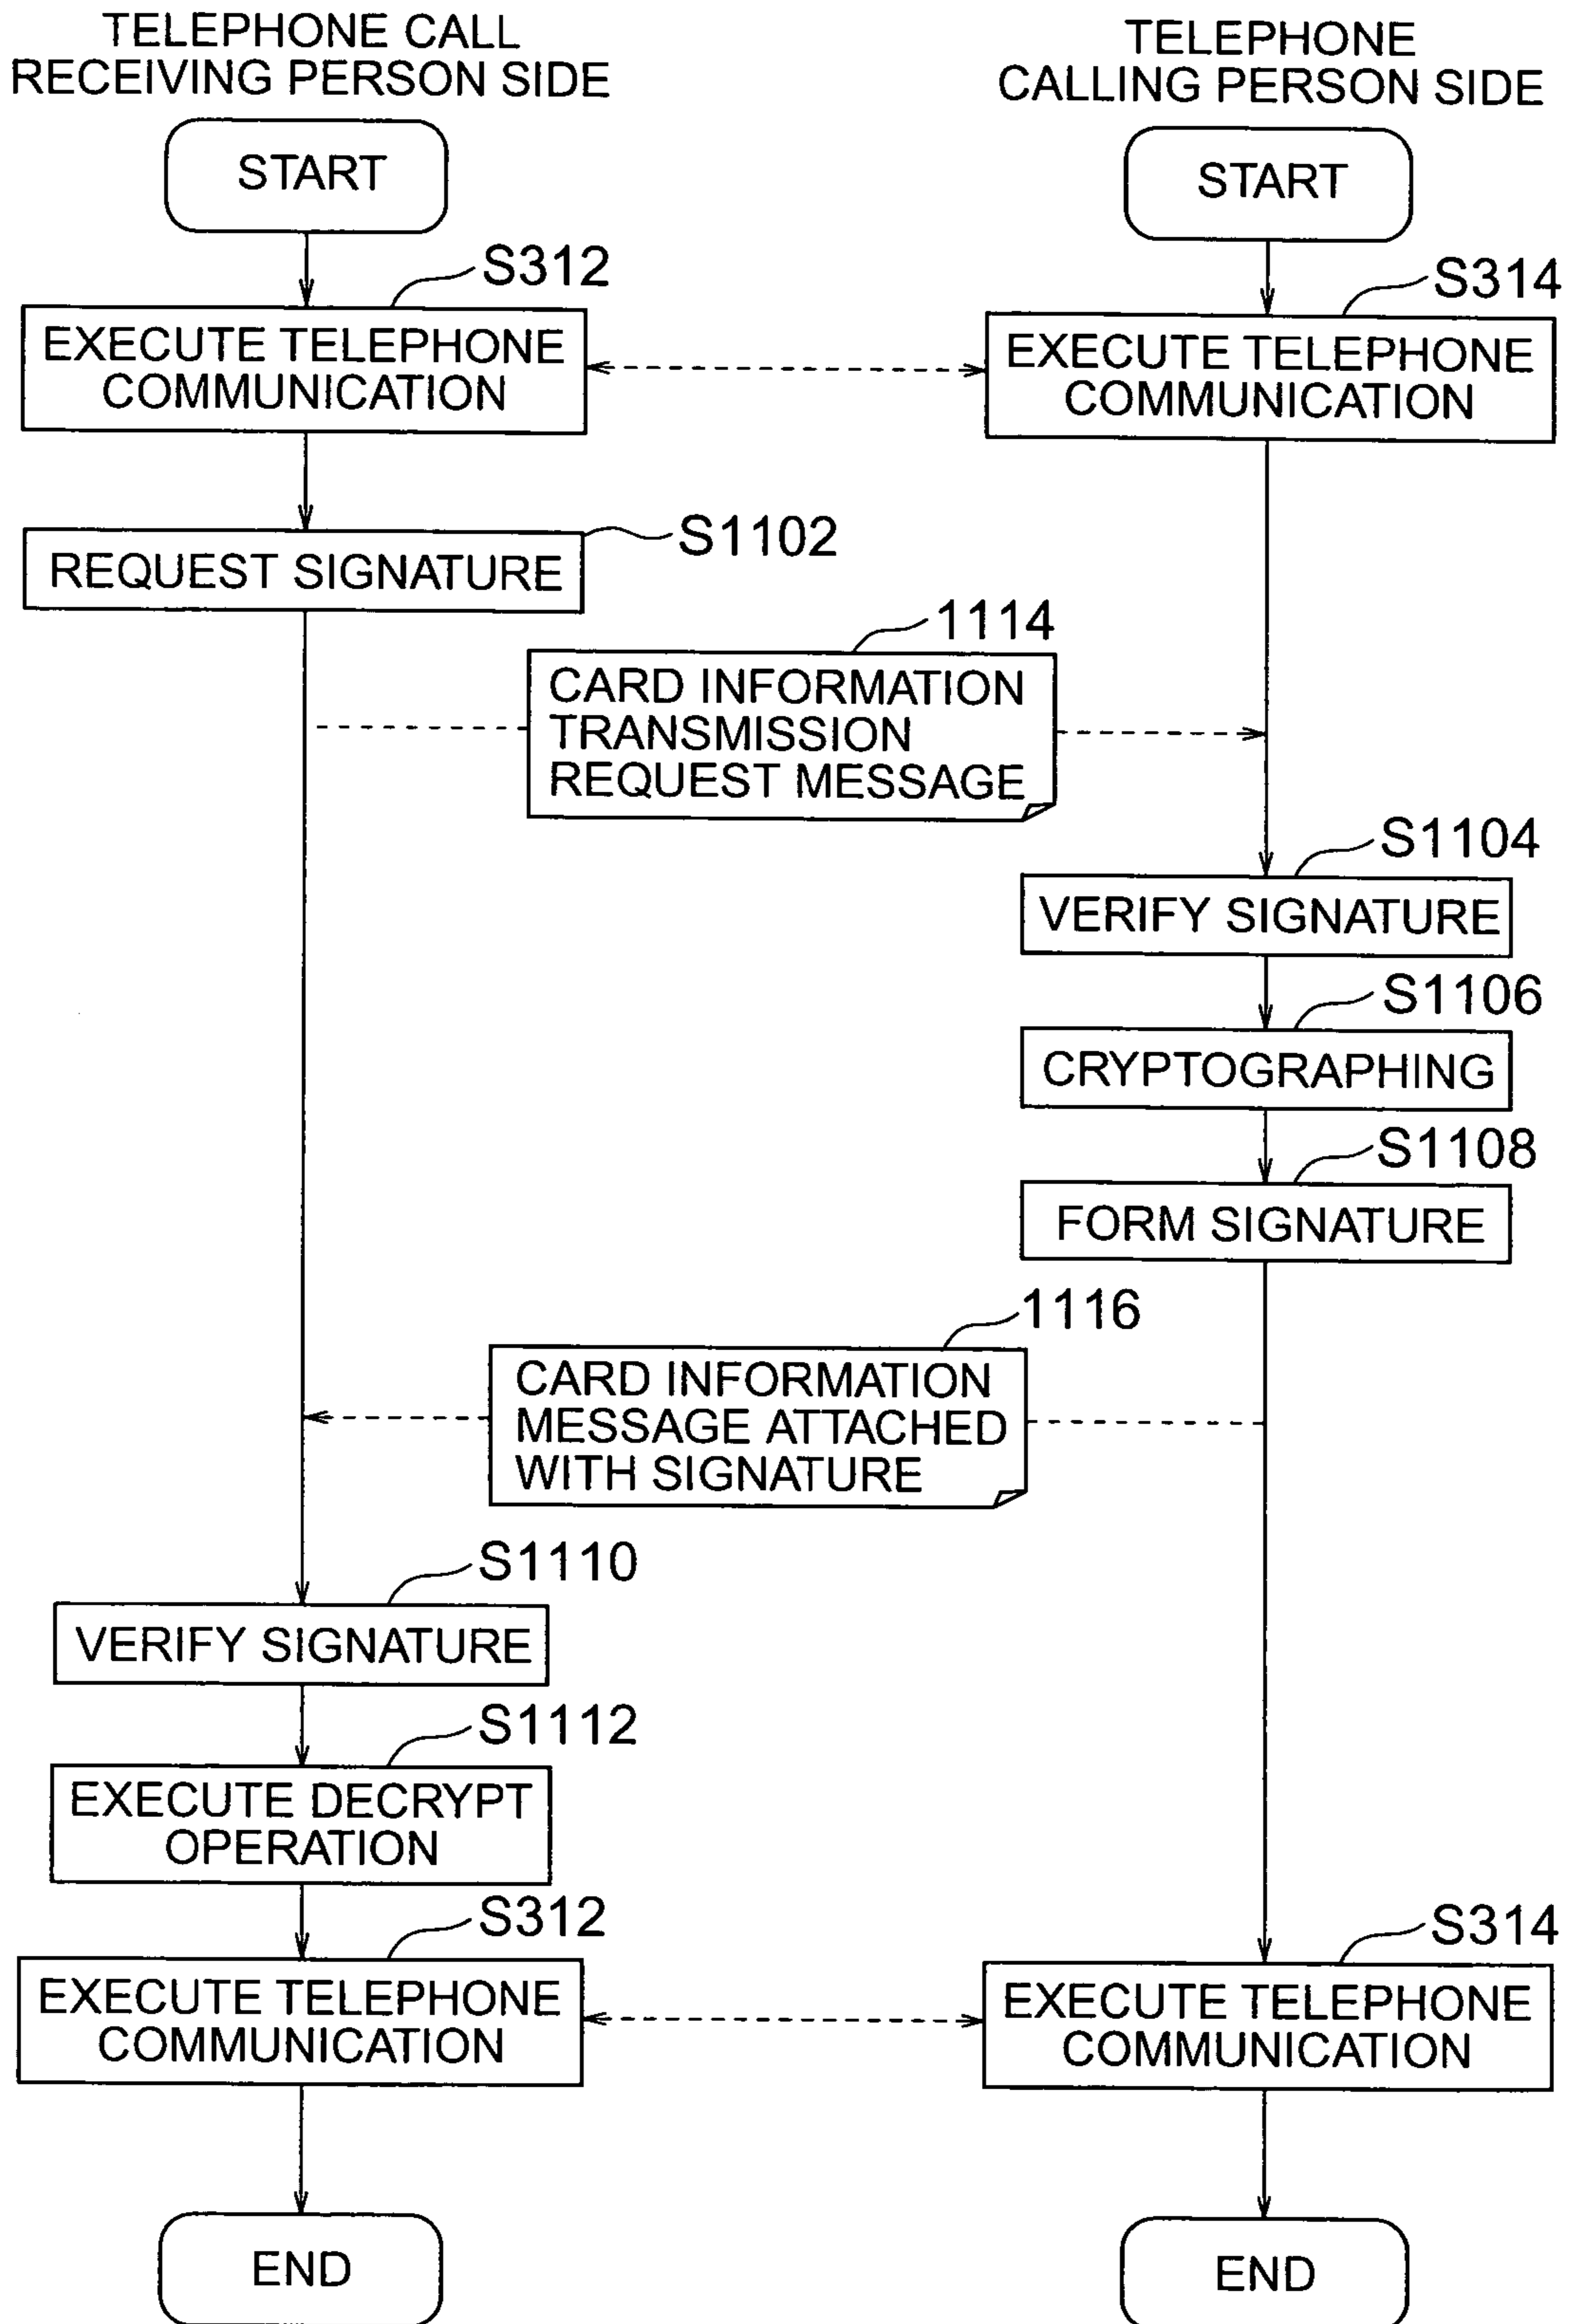 TELEPHONE CALL
RECEIVING PERSON SIDE
TELEPHONE
CALLING PERSON SIDE
START
START
S312
S314
EXECUTE TELEPHONE
COMMUNICATION
EXECUTE TELEPHONE
COMMUNICATION
S1102
REQUEST SIGNATURE
1114
CARD INFORMATION
TRANSMISSION
REQUEST MESSAGE
S1104
VERIFY SIGNATURE
S1106
CRYPTOGRAPHING
S1108
FORM SIGNATURE
1116
CARD INFORMATION
MESSAGE ATTACHED
WITH SIGNATURE
S1110
VERIFY SIGNATURE
S1112
EXECUTE DECRYPT
OPERATION
S312
S314
EXECUTE TELEPHONE
COMMUNICATION
EXECUTE TELEPHONE
COMMUNICATION
END
END